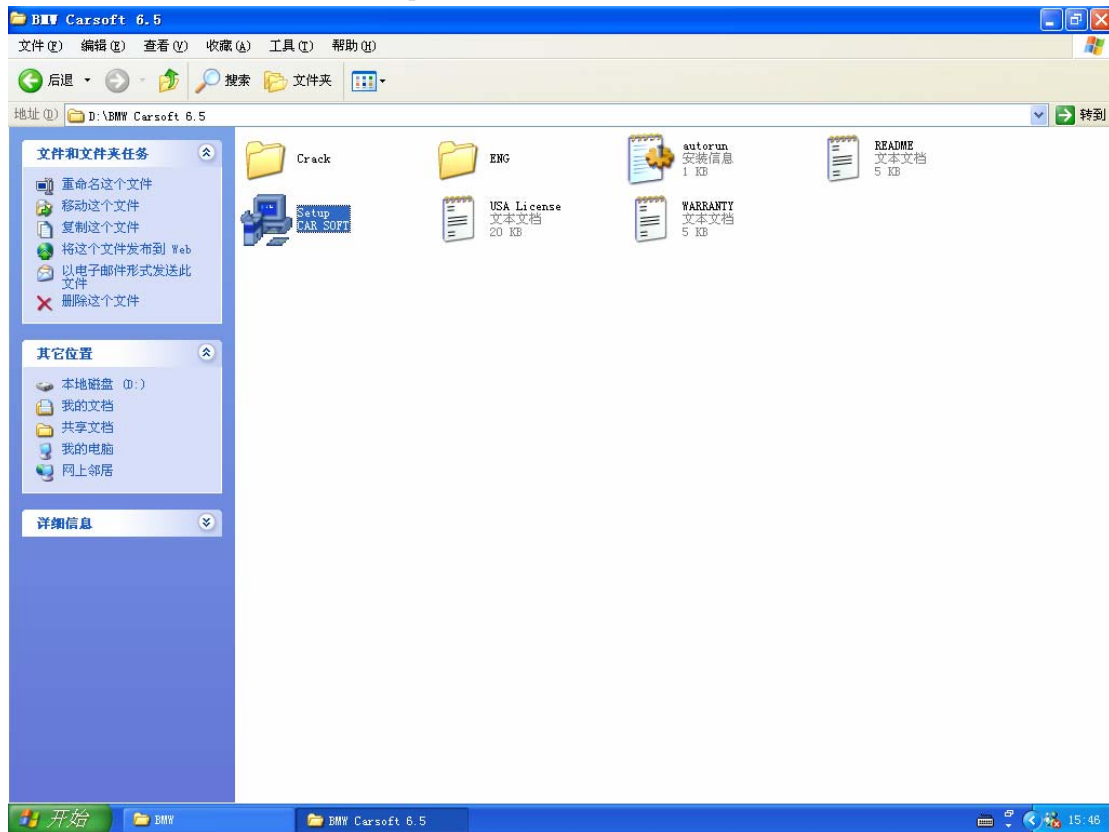 BMW Carsoft 6.5
文件(F) 编辑(E) 查看(V) 收藏(A) 工具(T) 帮助(H)
后退 搜索 文件夹
地址(D) D:\BMW Carsoft 6.5 转到
文件和文件夹任务
重命名这个文件
移动这个文件
复制这个文件
将这个文件发布到 Web
以电子邮件形式发送此
文件
删除这个文件
其它位置
本地磁盘 (D:)
我的文档
共享文档
我的电脑
网上邻居
详细信息
Crack
ENG
autorun
安装信息
1 KB
README
文本文档
5 KB
Setup
CAR SOFT
USA License
文本文档
20 KB
WARRANTY
文本文档
5 KB
开始 BMW BMW Carsoft 6.5 15:46